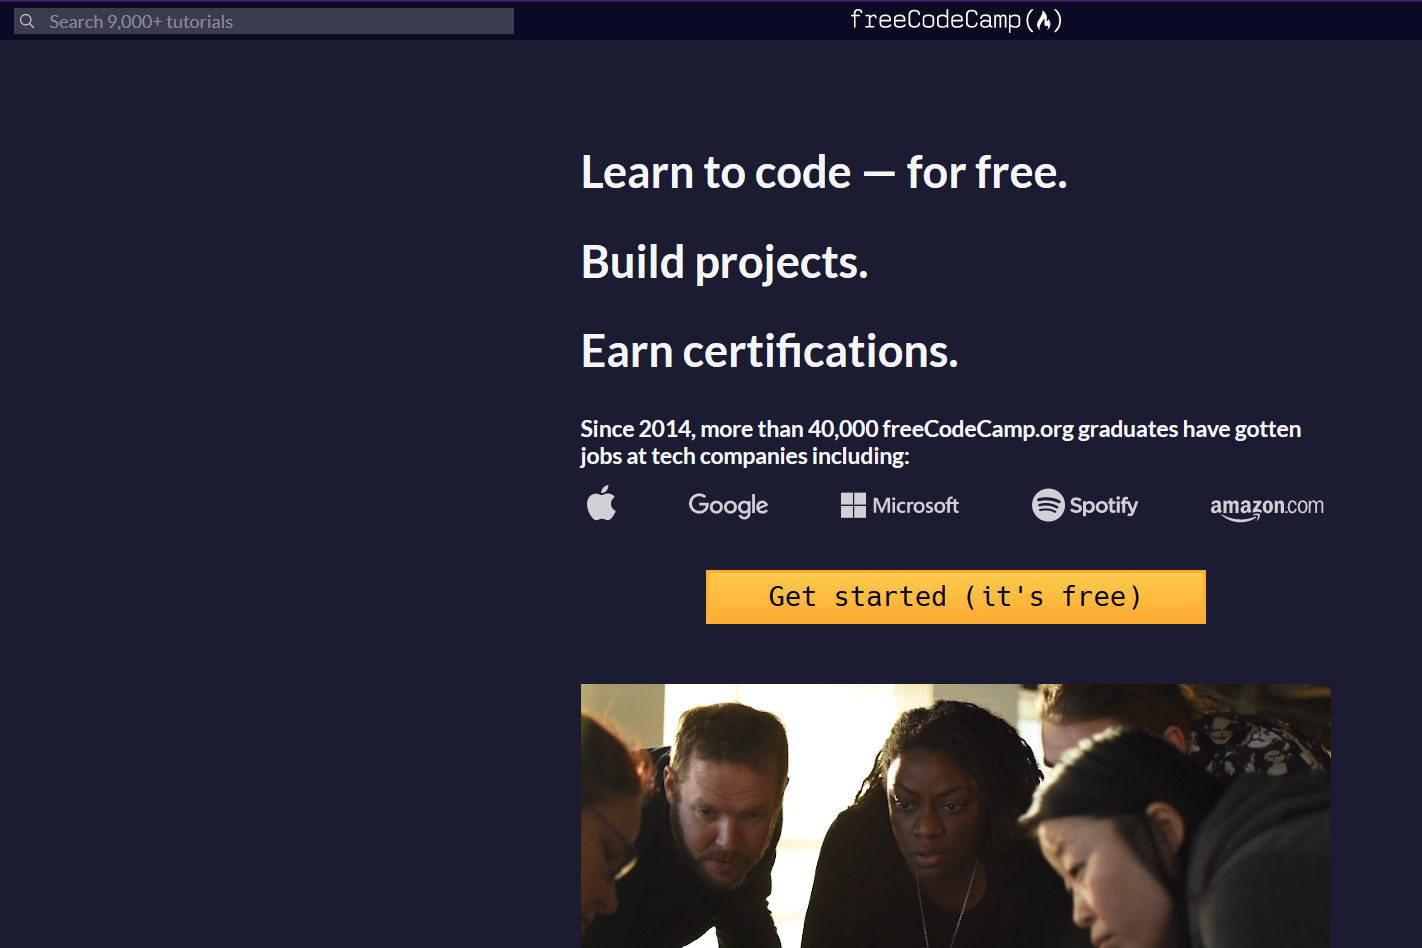 Search 9,000+ tutorials
freeCodeCamp
Learn to code — for free.
Build projects.
Earn certifications.
Since 2014, more than 40,000 freeCodeCamp.org graduates have gotten
jobs at tech companies including:
Google Microsoft Spotify amazon.com
Get started (it's free)